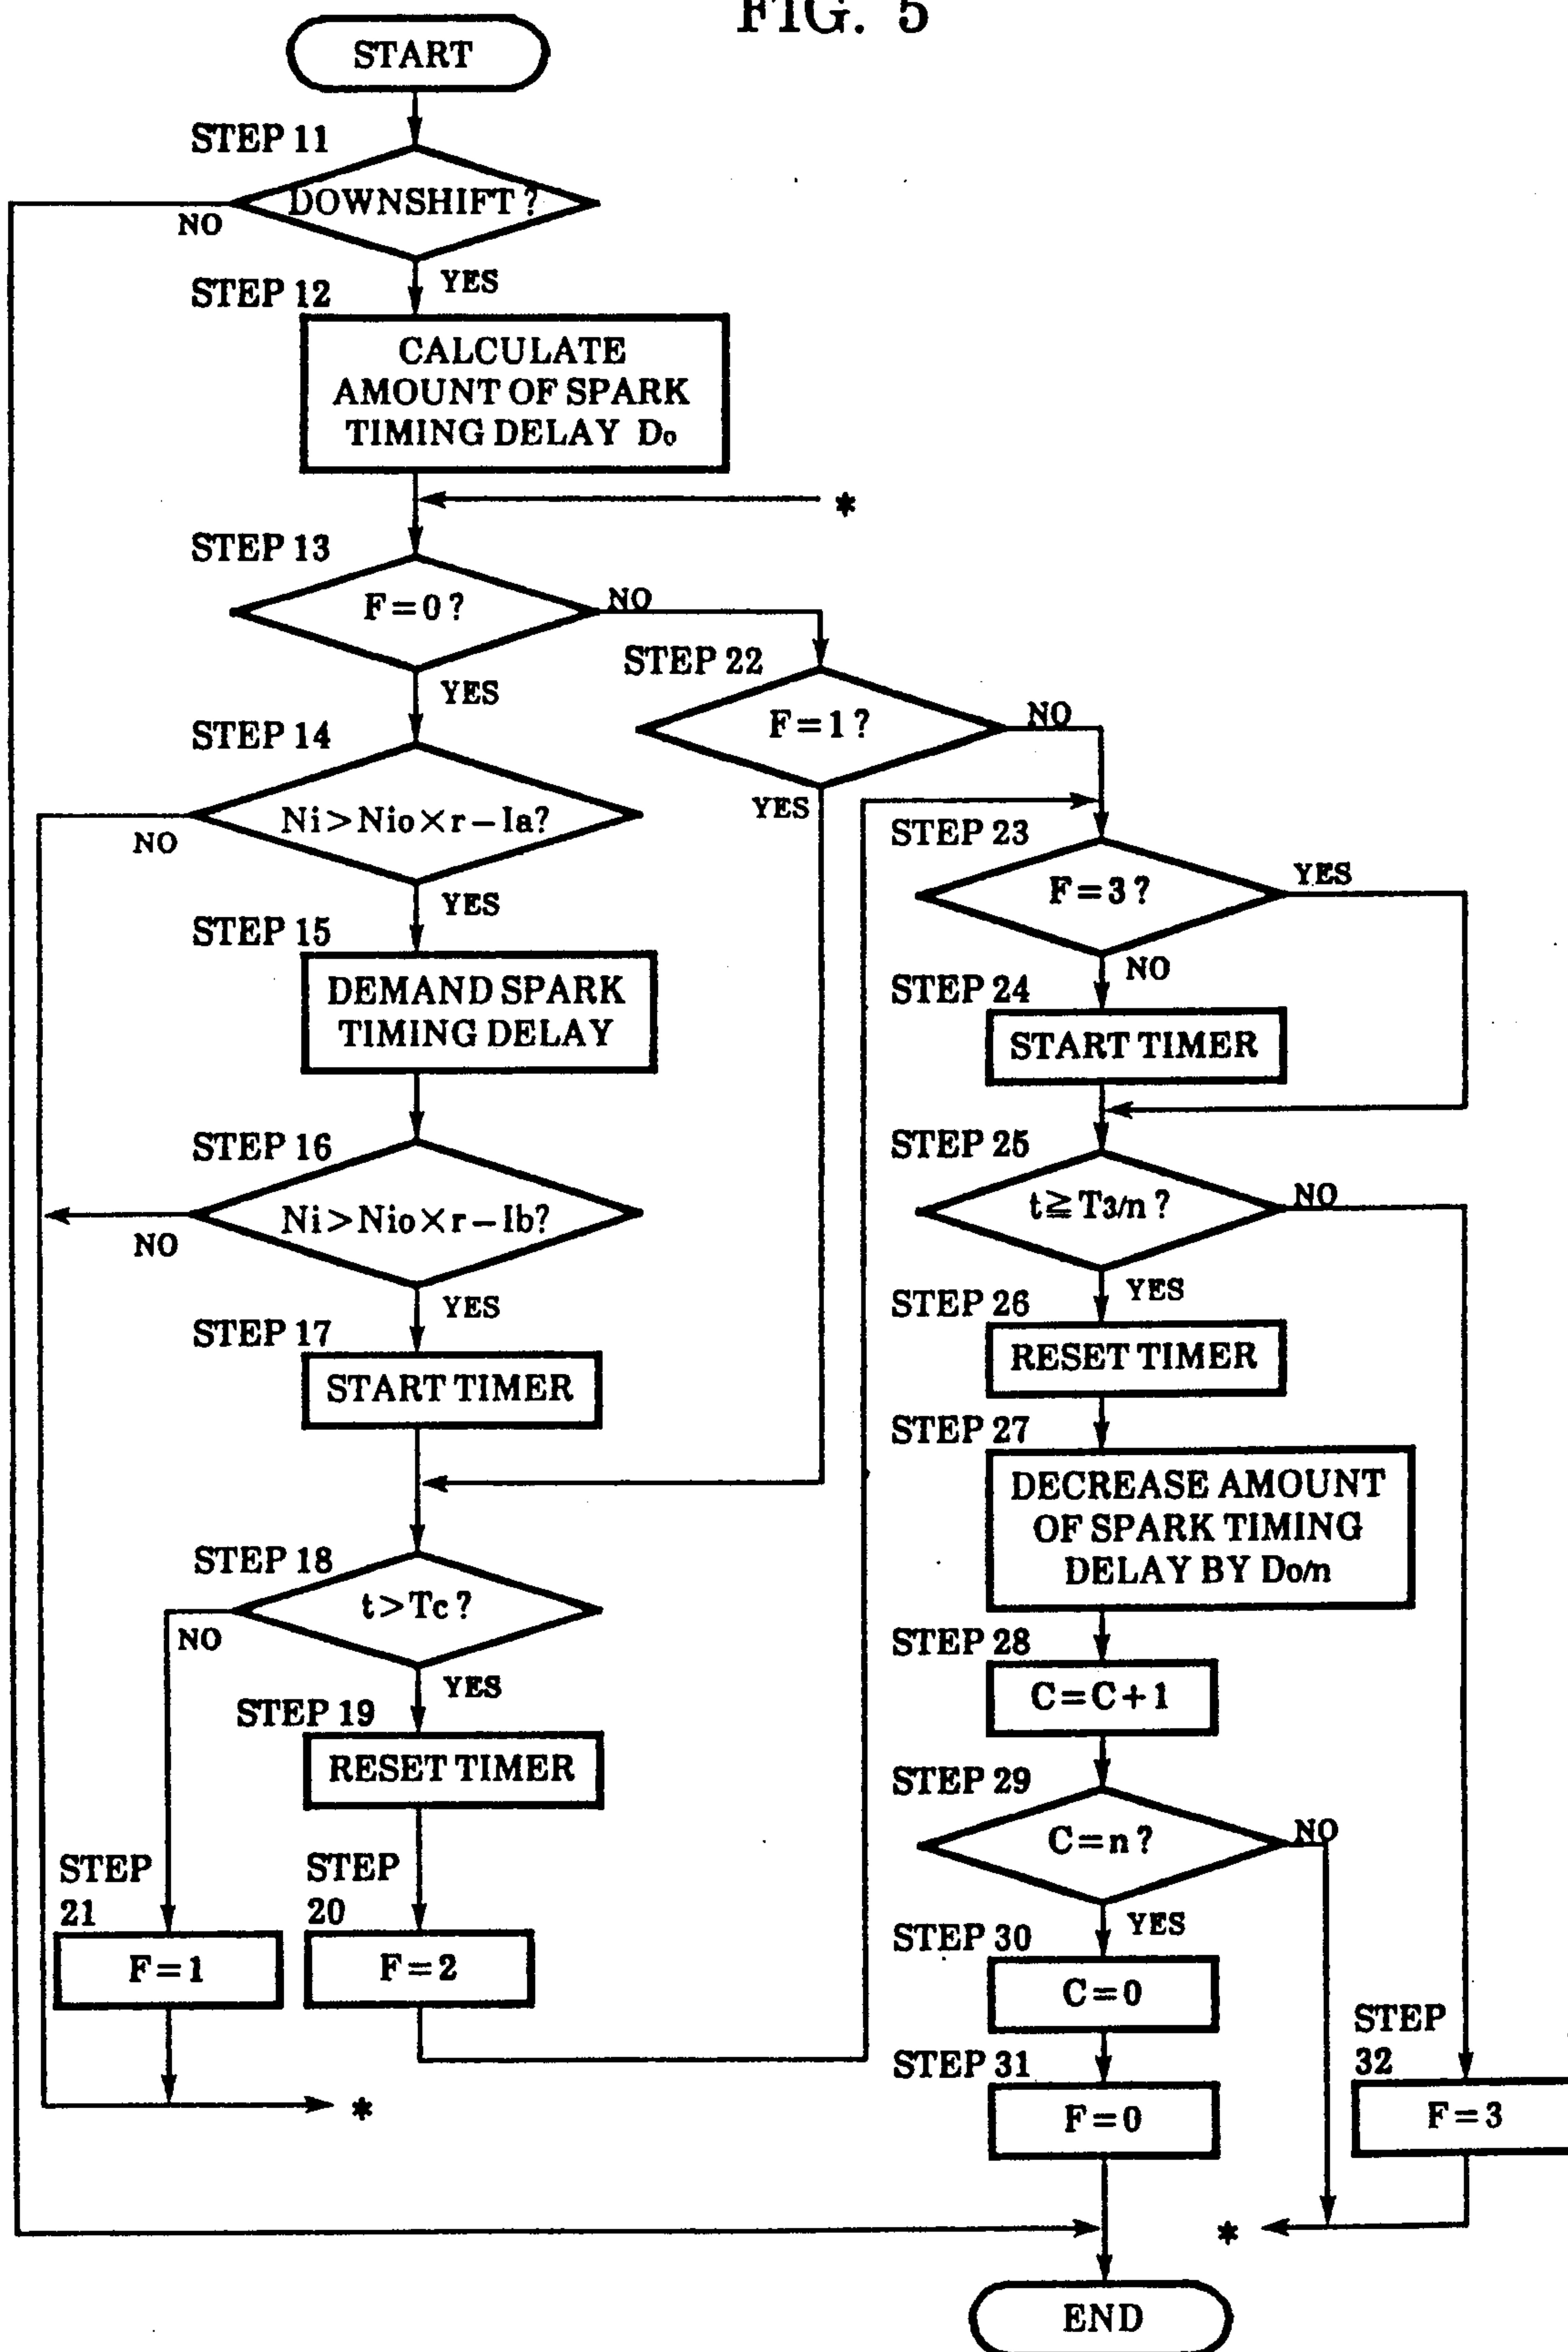 FIG. 5
START
STEP 11
DOWNSHIFT?
NO
YES
STEP 12
CALCULATE
AMOUNT OF SPARK
TIMING DELAY Do
*
STEP 13
F=0?
NO
YES
STEP 14
Ni>Nio×r-Ia?
NO
YES
STEP 15
DEMAND SPARK
TIMING DELAY
STEP 16
Ni>Nio×r-Ib?
NO
YES
STEP 17
START TIMER
STEP 18
t>Tc?
NO
YES
STEP 19
RESET TIMER
STEP
21
F=1
STEP
20
F=2
*
STEP 22
F=1?
NO
YES
STEP 23
F=3?
YES
NO
STEP 24
START TIMER
STEP 25
t≧T3/n?
NO
YES
STEP 26
RESET TIMER
STEP 27
DECREASE AMOUNT
OF SPARK TIMING
DELAY BY Do/n
STEP 28
C=C+1
STEP 29
C=n?
NO
YES
STEP 30
C=0
STEP 31
F=0
STEP
32
F=3
*
END